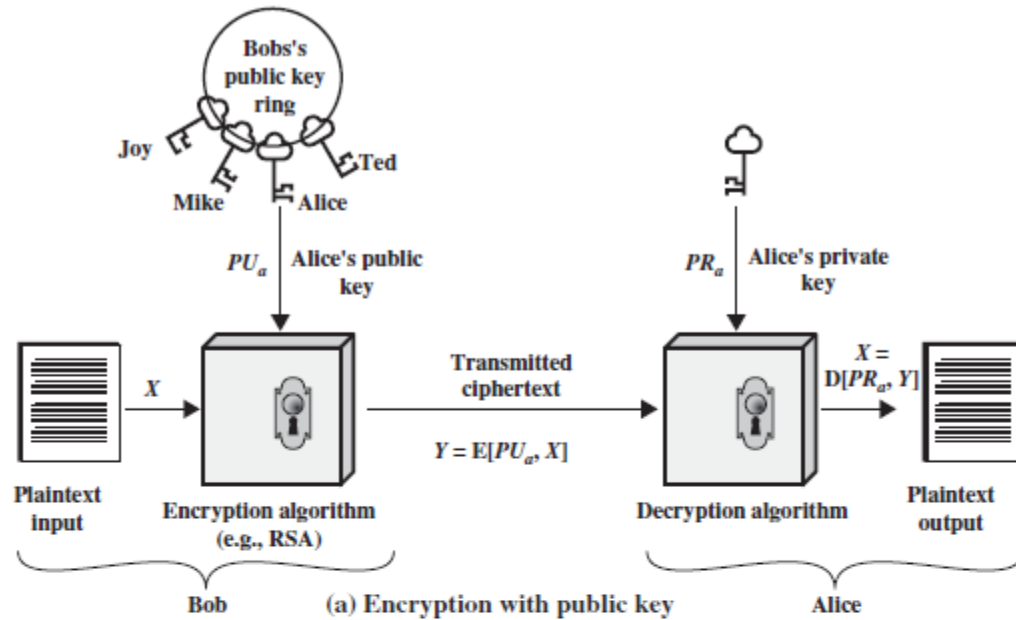 Bobs's
public key
ring
Joy
Ted
Mike
Alice
PUa
Alice's public
key
PRa
Alice's private
key
X
Transmitted
ciphertext
X =
D[PRa, Y]
Y = E[PUa, X]
Plaintext
input
Encryption algorithm
(e.g., RSA)
Decryption algorithm
Plaintext
output
Bob
(a) Encryption with public key
Alice